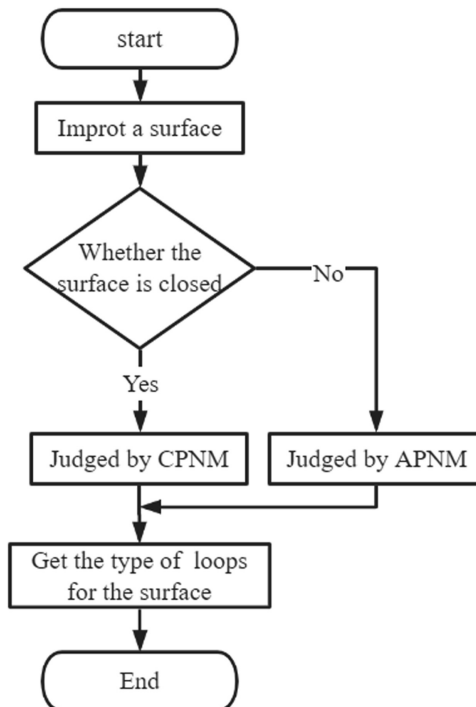 start
Improt a surface
Whether the
surface is closed
No
Yes
Judged by CPNM
Judged by APNM
Get the type of loops
for the surface
End